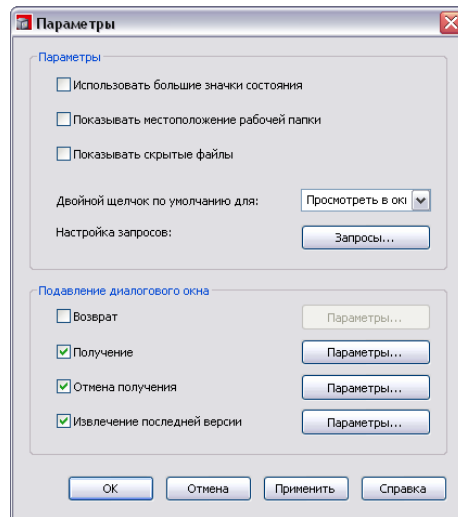 Параметры
Параметры
Использовать большие значки состояния
Показывать местоположение рабочей папки
Показывать скрытые файлы
Двойной щелчок по умолчанию для: Просмотреть в
Настройка запросов: Запросы...
Подавление диалогового окна
Возврат Параметры...
Получение Параметры...
Отмена получения Параметры...
Извлечение последней версии Параметры...
ОК Отмена Применить Справка